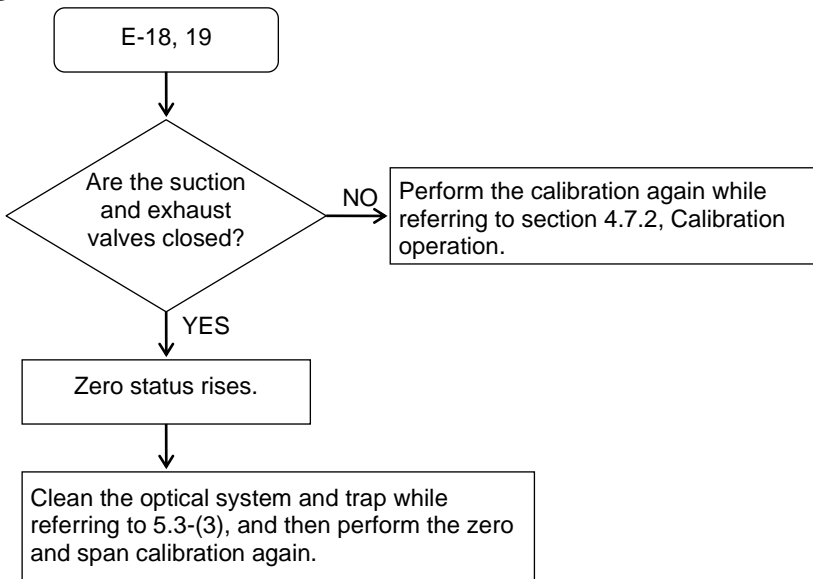 E-18, 19
Are the suction
and exhaust
valves closed?
NO
Perform the calibration again while
referring to section 4.7.2, Calibration
operation.
YES
Zero status rises.
Clean the optical system and trap while
referring to 5.3-(3), and then perform the zero
and span calibration again.